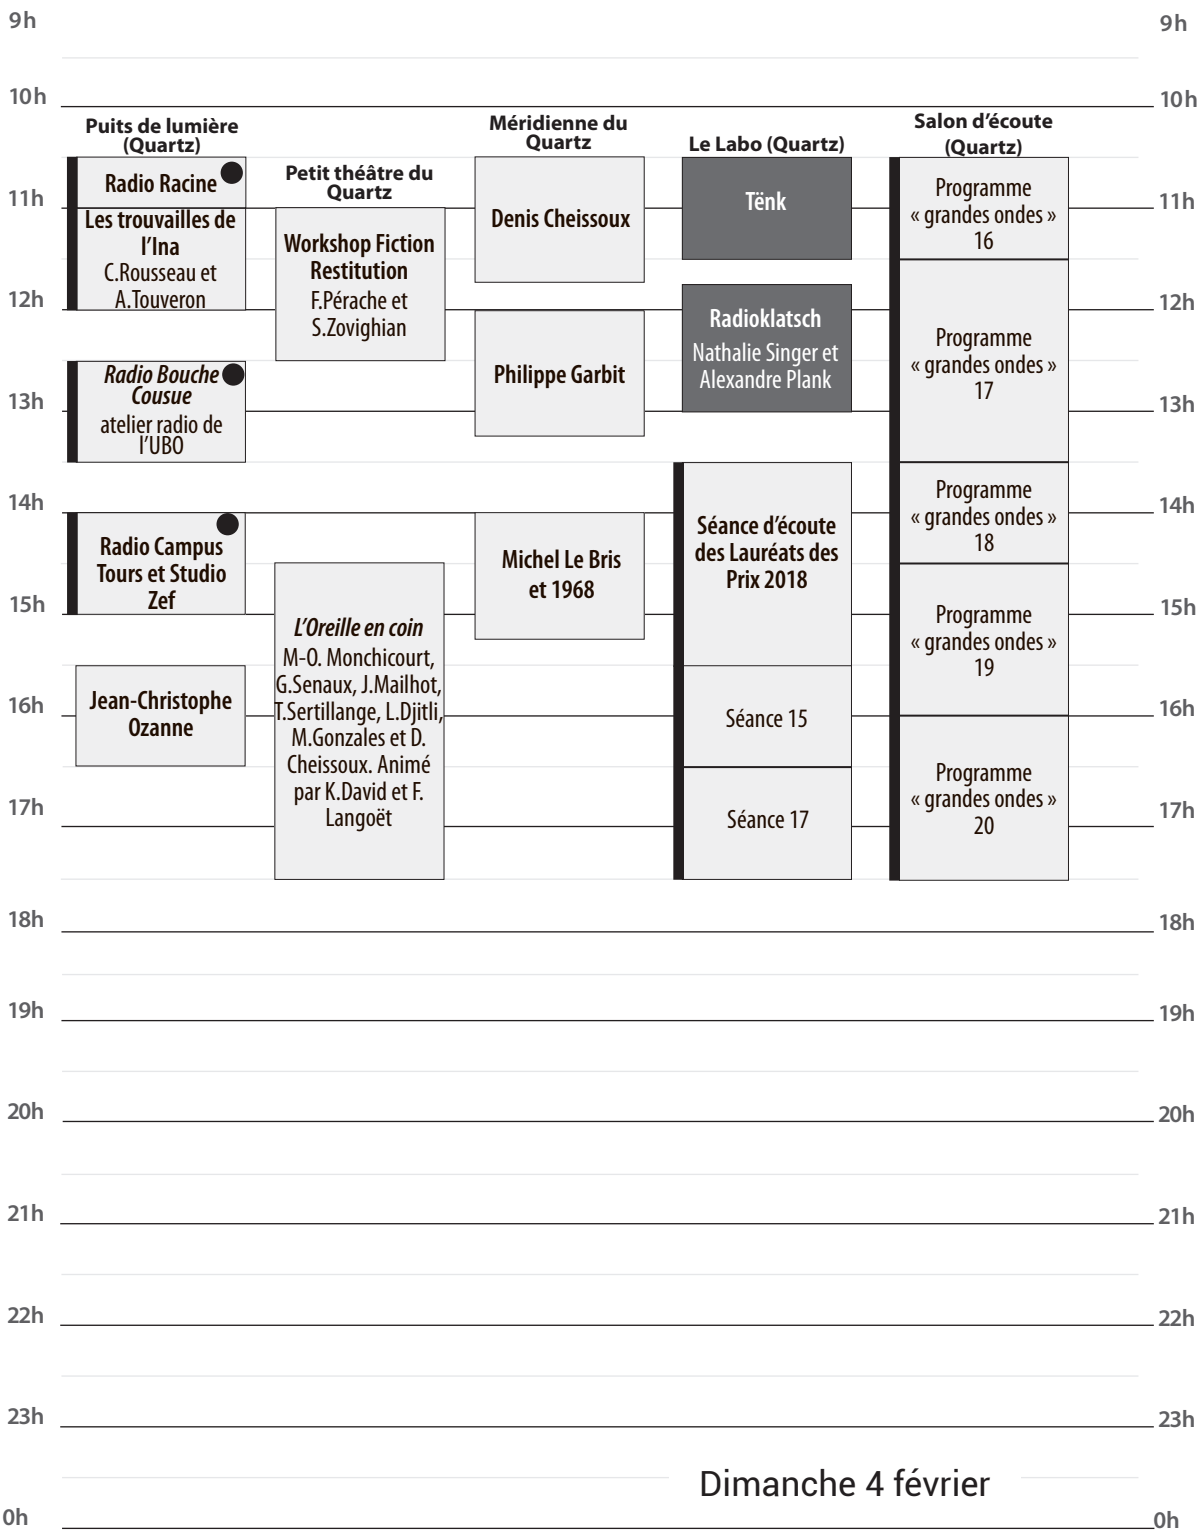 9h
9h
10h
10h
Puits de lumière
(Quartz)
Radio Racine
Les trouvailles de
l’Ina
C.Rousseau et
A.Touveron
Radio Bouche
Cousue
atelier radio de
l’UBO
Radio Campus
Tours et Studio
Zef
Jean-Christophe
Ozanne
Petit théâtre du
Quartz
Workshop Fiction
Restitution
F.Pérache et
S.Zovighian
L’Oreille en coin
M-O. Monchicourt,
G.Senaux, J.Mailhot,
T.Sertillange, L.Djitli,
M.Gonzales et D.
Cheissoux. Animé
par K.David et F.
Langoët
Méridienne du
Quartz
Denis Cheissoux
Philippe Garbit
Michel Le Bris
et 1968
Le Labo (Quartz)
Tënk
Radioklatsch
Nathalie Singer et
Alexandre Plank
Séance d’écoute
des Lauréats des
Prix 2018
Séance 15
Séance 17
Salon d’écoute
(Quartz)
Programme
« grandes ondes »
16
Programme
« grandes ondes »
17
Programme
« grandes ondes »
18
Programme
« grandes ondes »
19
Programme
« grandes ondes »
20
11h
11h
12h
12h
13h
13h
14h
14h
15h
15h
16h
16h
17h
17h
18h
18h
19h
19h
20h
20h
21h
21h
22h
22h
23h
23h
Dimanche 4 février
0h
0h